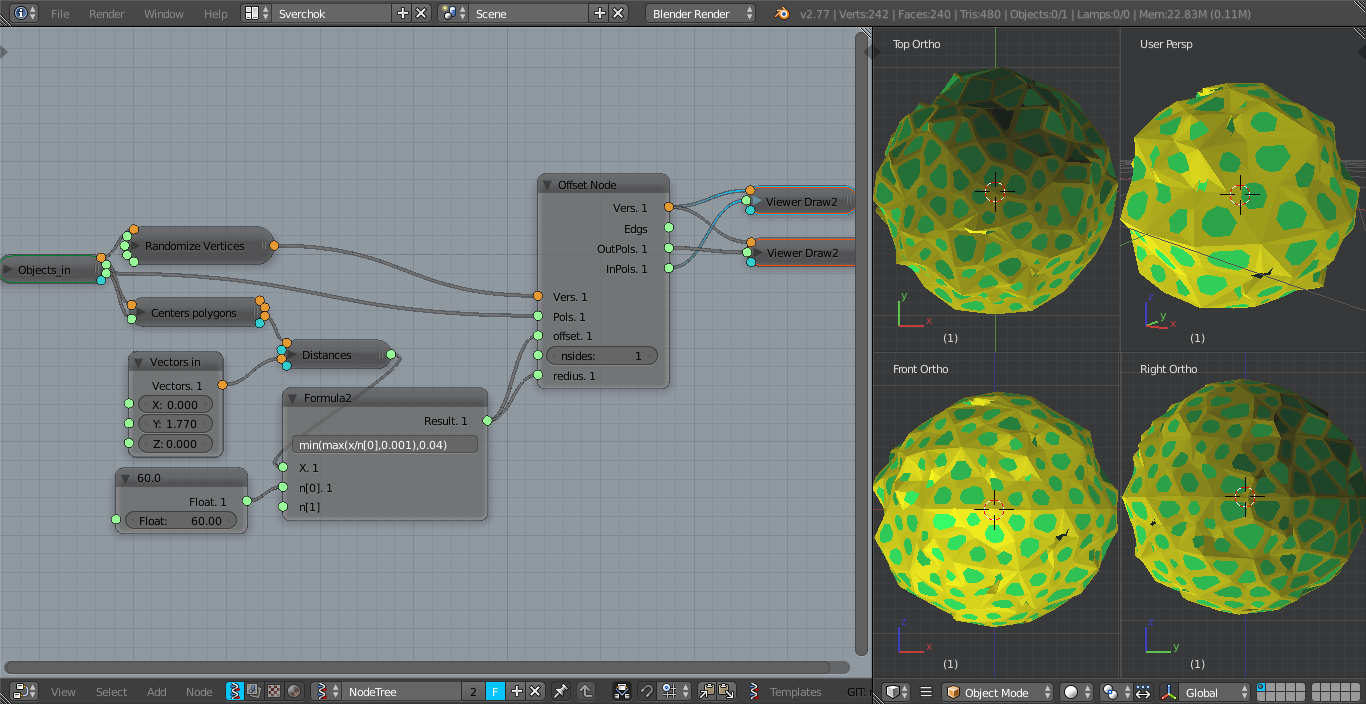 File Render Window Help Sverchok Scene Blender Render v2.77 | Verts:242 | Faces:240 | Tris:480 | Objects:0/1 | Lamps:0/0 | Mem:22.83M (0.11M)
Top Ortho User Persp
Offset Node
Vers. 1
Viewer Draw2
Edgs
Randomize Vertices
OutPols. 1
Viewer Draw2
InPols. 1
Objects_in
Vers. 1
Centers polygons
Pols. 1
y
x
z
y
x
offset. 1
(1) (1)
Distances
nsides: 1
Vectors in
redius. 1
Front Ortho Right Ortho
Vectors. 1
Formula2
X: 0.000
Result. 1
Y: 1.770
Z: 0.000
min(max(x/n[0],0.001),0.04)
X. 1
60.0
n[0]. 1
Float. 1
n[1]
Float: 60.00
z
x
z
y
(1) (1)
View Select Add Node NodeTree 2 F Templates GIT: Object Mode Global